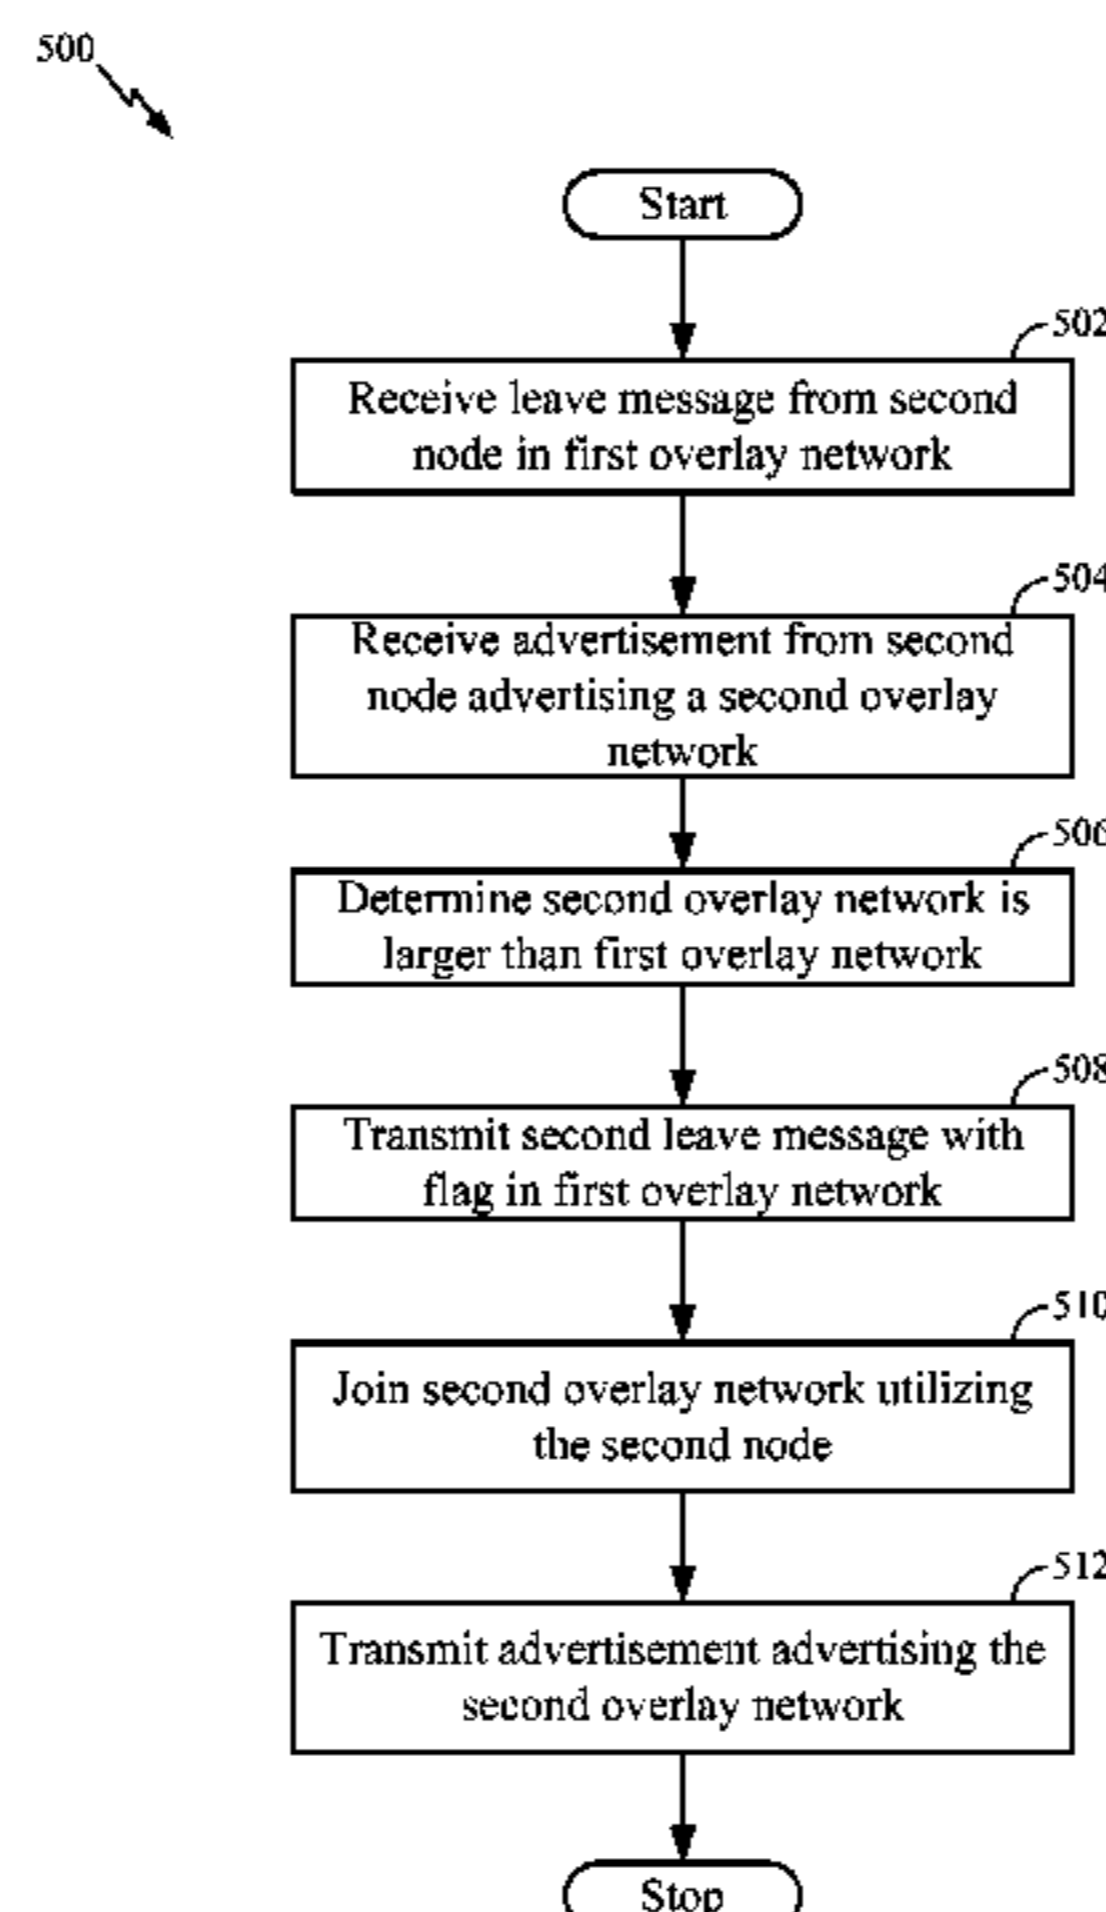 500
Start
502
Receive leave message from second
node in first overlay network
504
Receive advertisement from second
node advertising a second overlay
network
506
Determine second overlay network is
larger than first overlay network
508
Transmit second leave message with
flag in first overlay network
510
Join second overlay network utilizing
the second node
512
Transmit advertisement advertising the
second overlay network
Stop